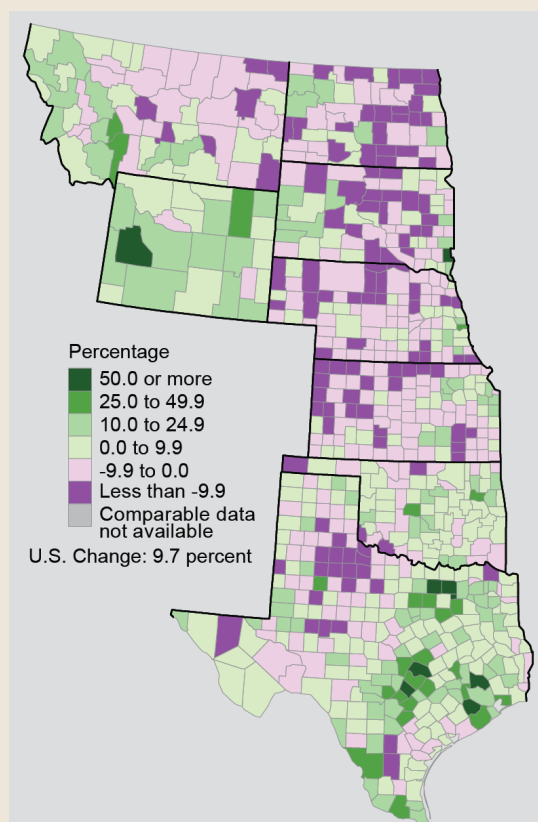 Percentage
50.0 or more
25.0 to 49.9
10.0 to 24.9
0.0 to 9.9
-9.9 to 0.0
Less than -9.9
Comparable data
not available
U.S. Change: 9.7 percent